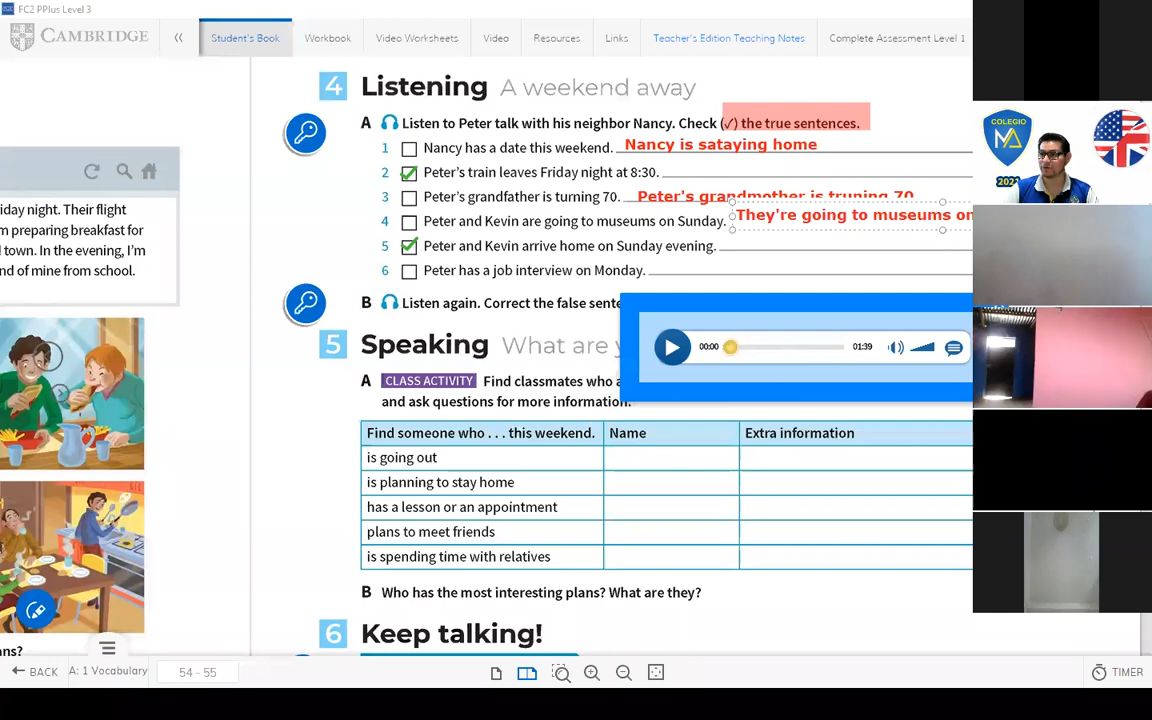 FC2 PPlus Level 3
CAMBRIDGE
Student's Book
Workbook
Video Worksheets
Video
Resources
Links
Teacher's Edition Teaching Notes
Complete Assessment Level 1
4 Listening A weekend away
A Listen to Peter talk with his neighbor Nancy. Check (✓) the true sentences.
1 Nancy has a date this weekend. Nancy is sataying home
2 Peter's train leaves Friday night at 8:30.
3 Peter's grandfather is turning 70. Peter's grandmother is truning 70
4 Peter and Kevin are going to museums on Sunday. They're going to museums on
5 Peter and Kevin arrive home on Sunday evening.
6 Peter has a job interview on Monday.
B Listen again. Correct the false sente
00:00
01:39
iday night. Their flight
m preparing breakfast for
town. In the evening, I'm
nd of mine from school.
5 Speaking What are y
A CLASS ACTIVITY Find classmates who a
and ask questions for more information.
Find someone who . . . this weekend. Name Extra information
is going out
is planning to stay home
has a lesson or an appointment
plans to meet friends
is spending time with relatives
B Who has the most interesting plans? What are they?
6 Keep talking!
ans?
BACK
A: 1 Vocabulary
54 - 55
TIMER
COLEGIO
MA
2021